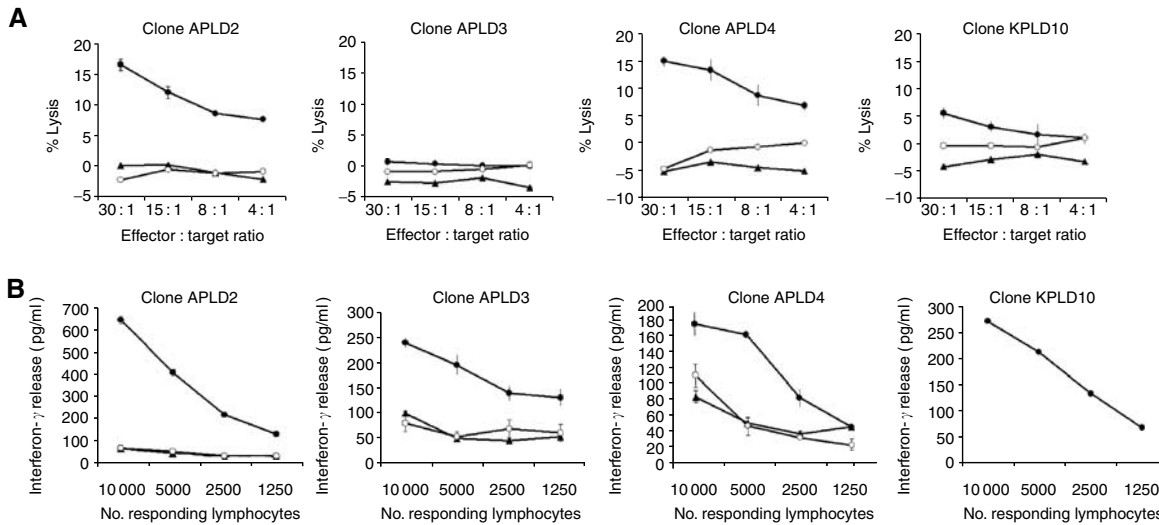 A
Clone APLD2
Clone APLD3
Clone APLD4
Clone KPLD10
% Lysis
20
15
10
5
0
−5
30 : 1 15 : 1 8 : 1 4 : 1
Effector : target ratio
% Lysis
20
15
10
5
0
−5
30 : 1 15 : 1 8 : 1 4 : 1
Effector : target ratio
% Lysis
20
15
10
5
0
−5
−10
30 : 1 15 : 1 8 : 1 4 : 1
Effector : target ratio
% Lysis
20
15
10
5
0
−5
−10
30 : 1 15 : 1 8 : 1 4 : 1
Effector : target ratio
B
Clone APLD2
Clone APLD3
Clone APLD4
Clone KPLD10
Interferon-γ release (pg/ml)
700
600
500
400
300
200
100
0
10 000 5000 2500 1250
No. responding lymphocytes
Interferon-γ release (pg/ml)
300
250
200
150
100
50
0
10 000 5000 2500 1250
No. responding lymphocytes
Interferon-γ release (pg/ml)
200
180
160
140
120
100
80
60
40
20
0
10 000 5000 2500 1250
No. responding lymphocytes
Interferon-γ release (pg/ml)
300
250
200
150
100
50
0
10 000 5000 2500 1250
No. responding lymphocytes